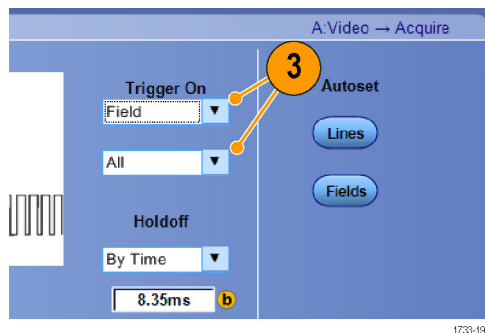 A:Video → Acquire
3
Trigger On
Autoset
Field
Lines
All
Fields
Holdoff
By Time
8.35ms b
1733-19